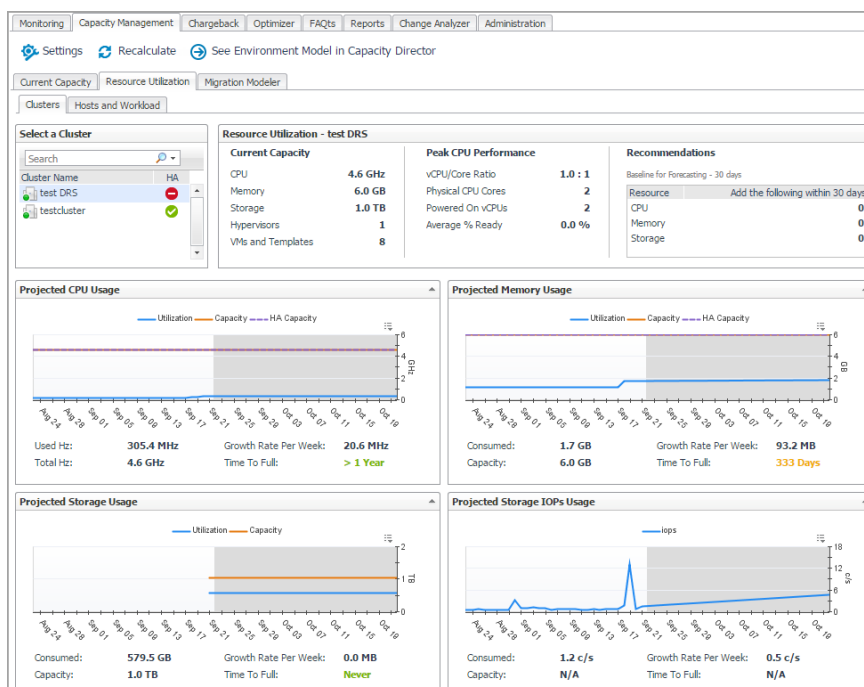 Monitoring Capacity Management Chargeback Optimizer FAQts Reports Change Analyzer Administration
Settings Recalculate See Environment Model in Capacity Director
Current Capacity Resource Utilization Migration Modeler
Clusters Hosts and Workload
Select a Cluster
Search
Cluster Name HA
test DRS
testcluster
Resource Utilization - test DRS
Current Capacity
CPU 4.6 GHz
Memory 6.0 GB
Storage 1.0 TB
Hypervisors 1
VMs and Templates 8
Peak CPU Performance
vCPU/Core Ratio 1.0 : 1
Physical CPU Cores 2
Powered On vCPUs 2
Average % Ready 0.0 %
Recommendations
Baseline for Forecasting - 30 days
Resource Add the following within 30 days
CPU 0
Memory 0
Storage 0
Projected CPU Usage
Utilization Capacity HA Capacity
6
4
2
0
GHz
Aug 24 Aug 28 Sep 01 Sep 05 Sep 09 Sep 13 Sep 17 Sep 21 Sep 25 Sep 29 Oct 03 Oct 07 Oct 11 Oct 15 Oct 19
Used Hz: 305.4 MHz Growth Rate Per Week: 20.6 MHz
Total Hz: 4.6 GHz Time To Full: > 1 Year
Projected Memory Usage
Utilization Capacity HA Capacity
6
4
2
0
GB
Aug 24 Aug 28 Sep 01 Sep 05 Sep 09 Sep 13 Sep 17 Sep 21 Sep 25 Sep 29 Oct 03 Oct 07 Oct 11 Oct 15 Oct 19
Consumed: 1.7 GB Growth Rate Per Week: 93.2 MB
Capacity: 6.0 GB Time To Full: 333 Days
Projected Storage Usage
Utilization Capacity
2
1
0
TB
Aug 24 Aug 28 Sep 01 Sep 05 Sep 09 Sep 13 Sep 17 Sep 21 Sep 25 Sep 29 Oct 03 Oct 07 Oct 11 Oct 15 Oct 19
Consumed: 579.5 GB Growth Rate Per Week: 0.0 MB
Capacity: 1.0 TB Time To Full: Never
Projected Storage IOPs Usage
iops
18
12
6
0
c/s
Aug 24 Aug 28 Sep 01 Sep 05 Sep 09 Sep 13 Sep 17 Sep 21 Sep 25 Sep 29 Oct 03 Oct 07 Oct 11 Oct 15 Oct 19
Consumed: 1.2 c/s Growth Rate Per Week: 0.5 c/s
Capacity: N/A Time To Full: N/A